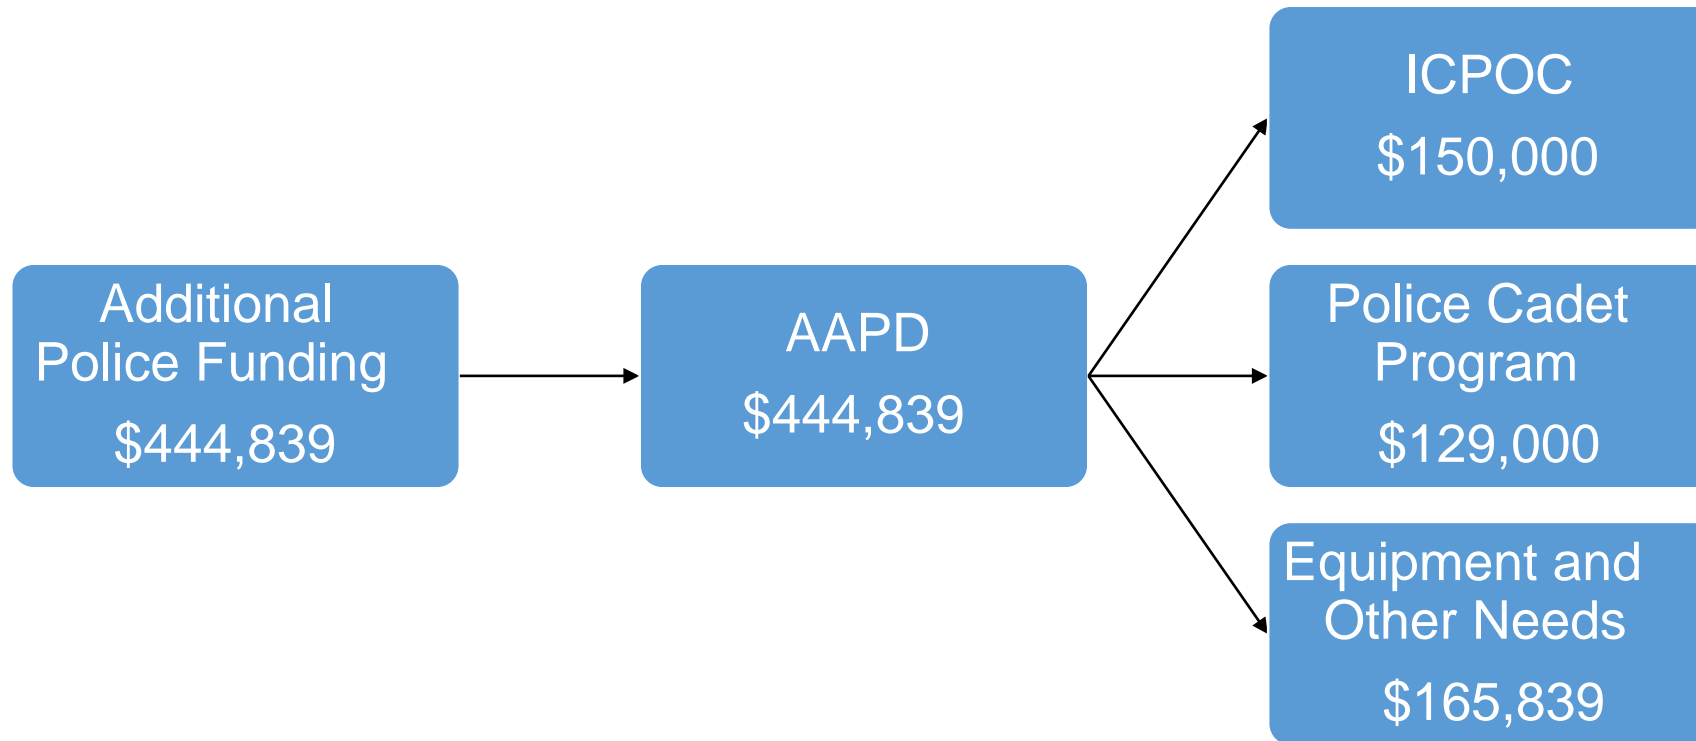 Additional
Police Funding
$444,839
AAPD
$444,839
ICPOC
$150,000
Police Cadet
Program
$129,000
Equipment and
Other Needs
$165,839